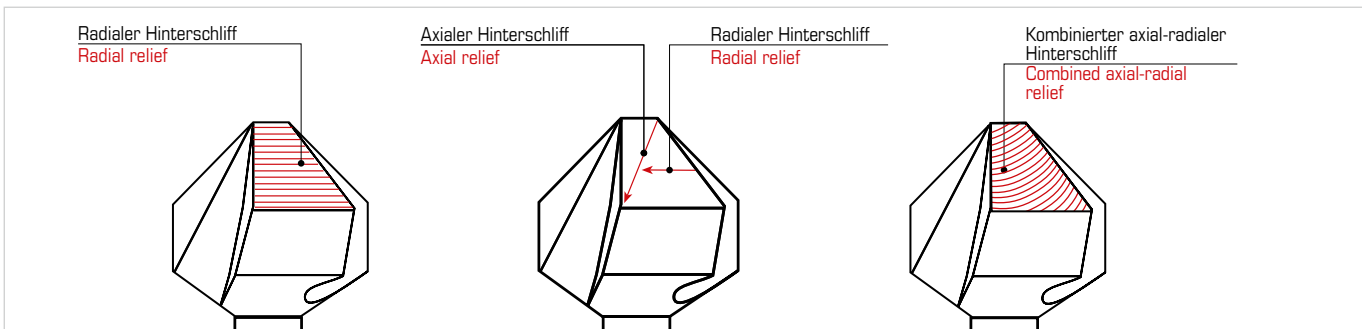 Radialer Hinterschliff
Radial relief
Axialer Hinterschliff
Axial relief
Radialer Hinterschliff
Radial relief
Kombinierter axial-radialer
Hinterschliff
Combined axial-radial
relief